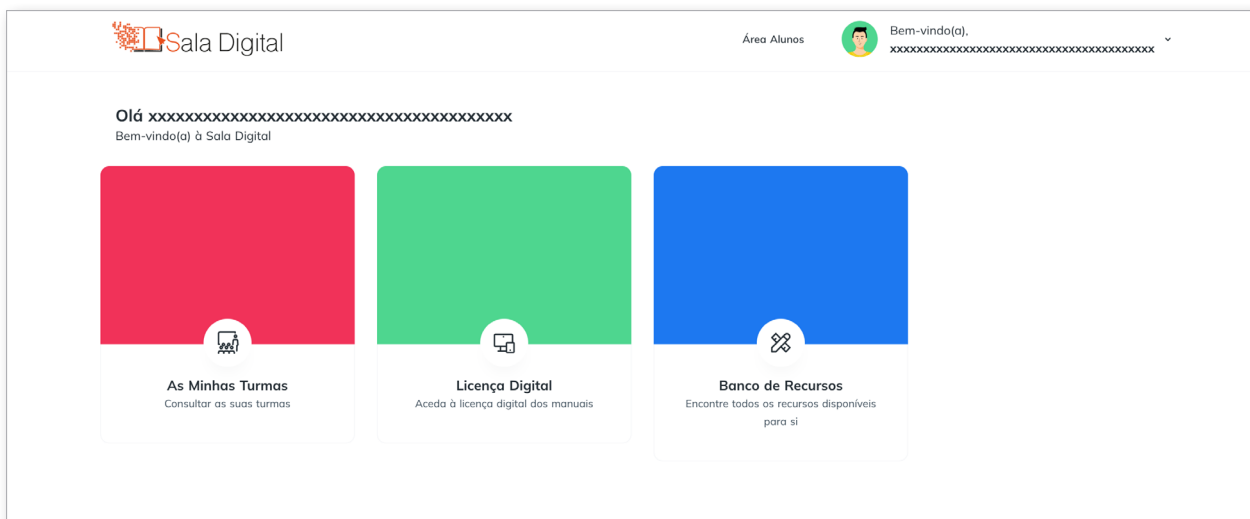 Sala Digital
Área Alunos
Bem-vindo(a),
xxxxxxxxxxxxxxxxxxxxxxxxxxxxxxxxxxxxxxxx
Olá xxxxxxxxxxxxxxxxxxxxxxxxxxxxxxxxxxxxxxxx
Bem-vindo(a) à Sala Digital
As Minhas Turmas
Consultar as suas turmas
Licença Digital
Aceda à licença digital dos manuais
Banco de Recursos
Encontre todos os recursos disponíveis
para si